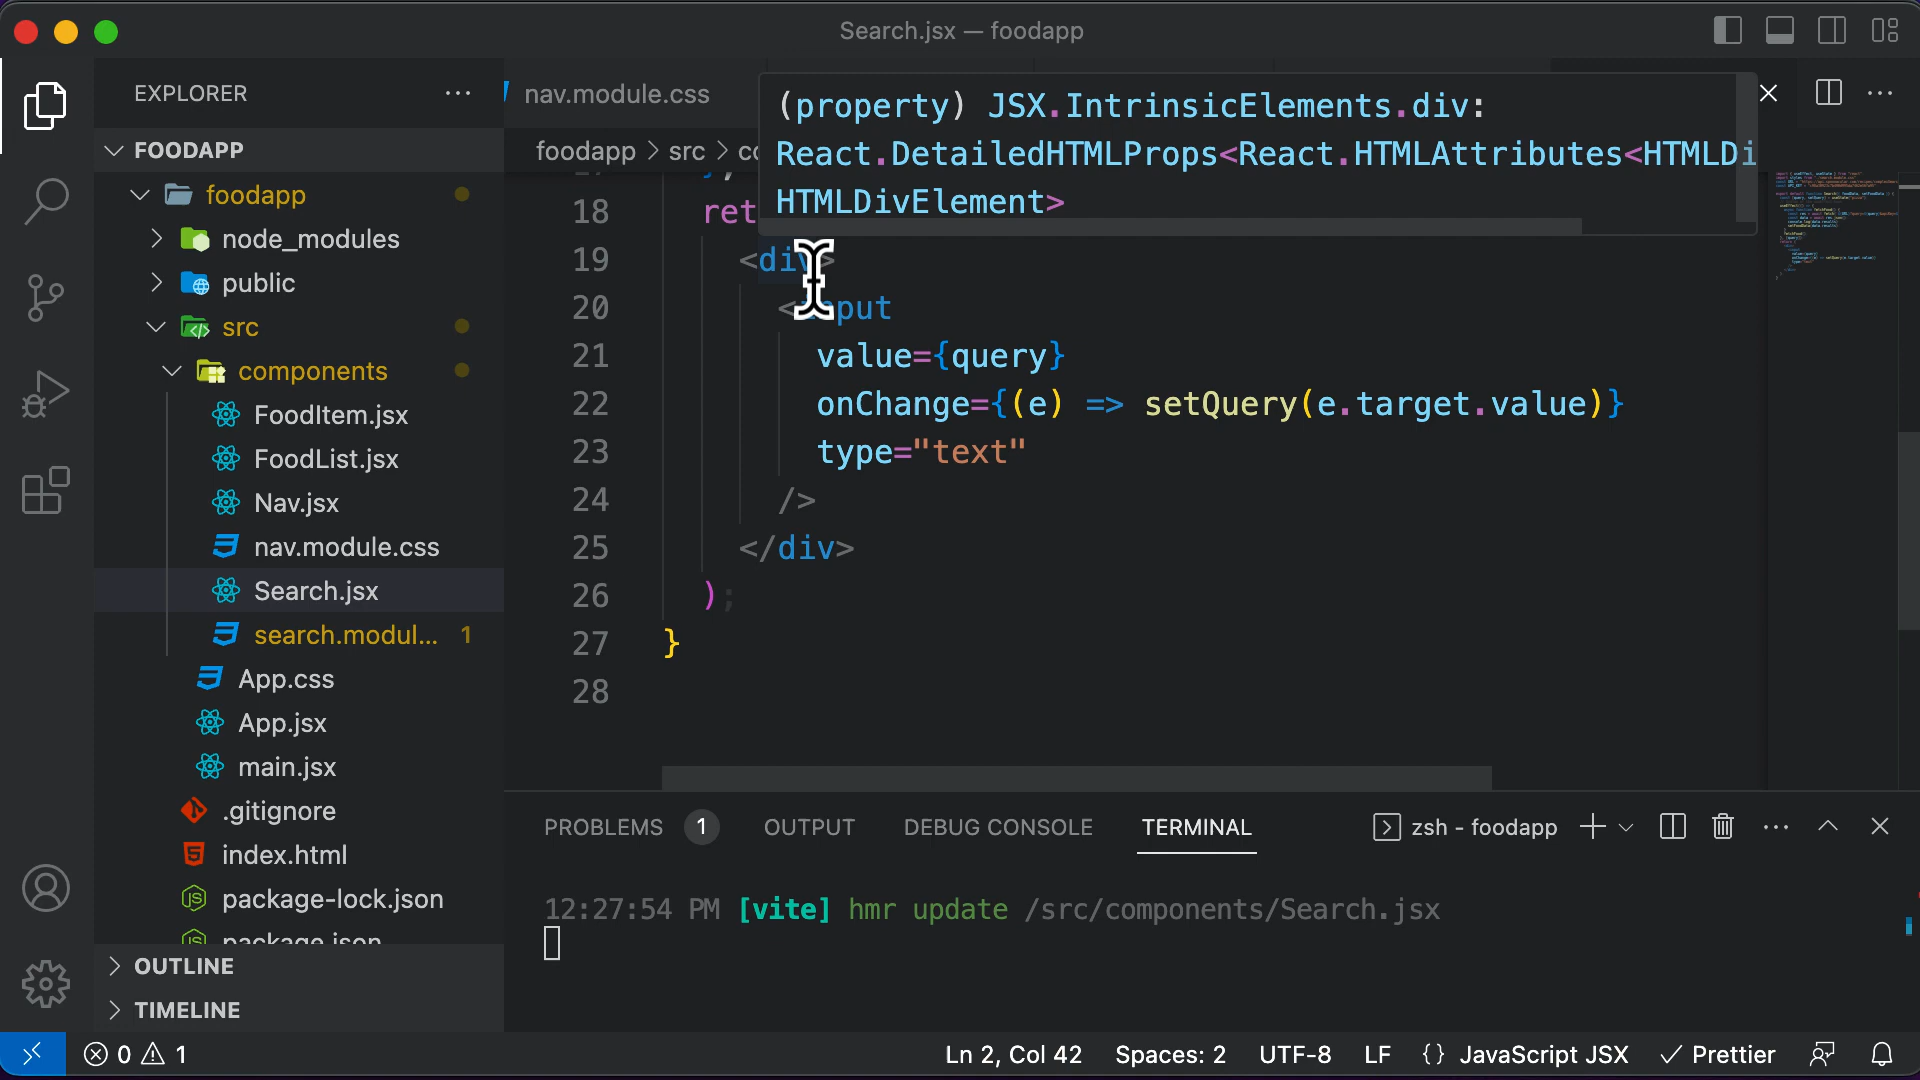 Search.jsx — foodapp
EXPLORER
FOODAPP
foodapp
node_modules
public
src
components
FoodItem.jsx
FoodList.jsx
Nav.jsx
nav.module.css
Search.jsx
search.modul... 1
App.css
App.jsx
main.jsx
.gitignore
index.html
package-lock.json
package.json
OUTLINE
TIMELINE
nav.module.css
foodapp > src > co
(property) JSX.IntrinsicElements.div:
React.DetailedHTMLProps<React.HTMLAttributes<HTMLDi
HTMLDivElement>
18 ret
19 <div>
20 <input
21 value={query}
22 onChange={(e) => setQuery(e.target.value)}
23 type="text"
24 />
25 </div>
26 );
27 }
28
PROBLEMS 1 OUTPUT DEBUG CONSOLE TERMINAL zsh - foodapp
12:27:54 PM [vite] hmr update /src/components/Search.jsx
0 1 Ln 2, Col 42 Spaces: 2 UTF-8 LF {} JavaScript JSX Prettier